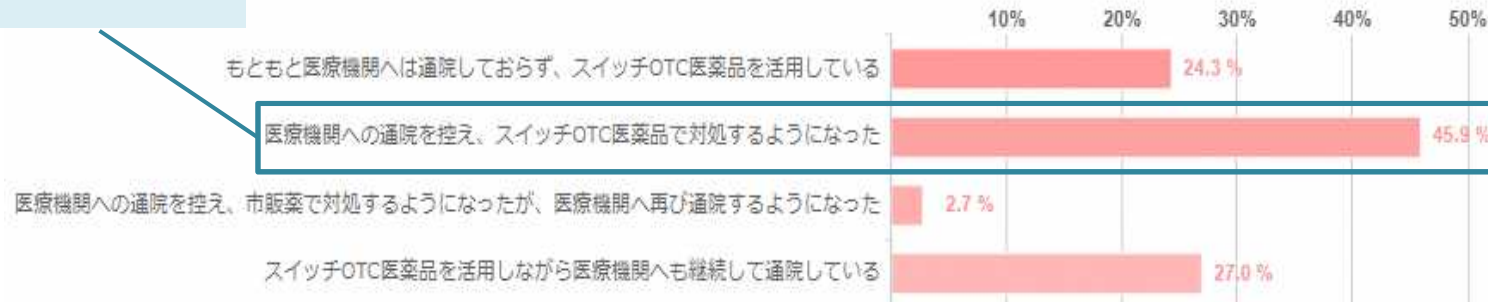 10% 20% 30% 40% 50%
もともと医療機関へは通院しておらず、スイッチOTC医薬品を活用している 24.3 %
医療機関への通院を控え、スイッチOTC医薬品で対処するようになった 45.9 %
医療機関への通院を控え、市販薬で対処するようになったが、医療機関へ再び通院するようになった 2.7 %
スイッチOTC医薬品を活用しながら医療機関へも継続して通院している 27.0 %